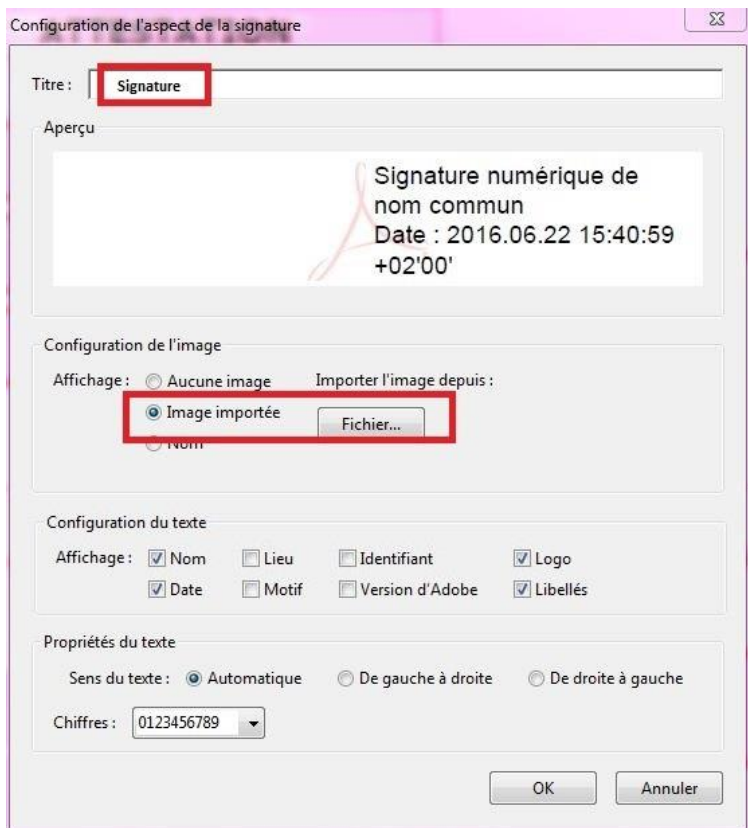 Configuration de l'aspect de la signature
Titre : Signature
Aperçu
Signature numérique de
nom commun
Date : 2016.06.22 15:40:59
+02'00'
Configuration de l'image
Affichage : Aucune image Importer l'image depuis :
Image importée Fichier...
Nom
Configuration du texte
Affichage : Nom Lieu Identifiant Logo
Date Motif Version d'Adobe Libellés
Propriétés du texte
Sens du texte : Automatique De gauche à droite De droite à gauche
Chiffres : 0123456789
OK Annuler